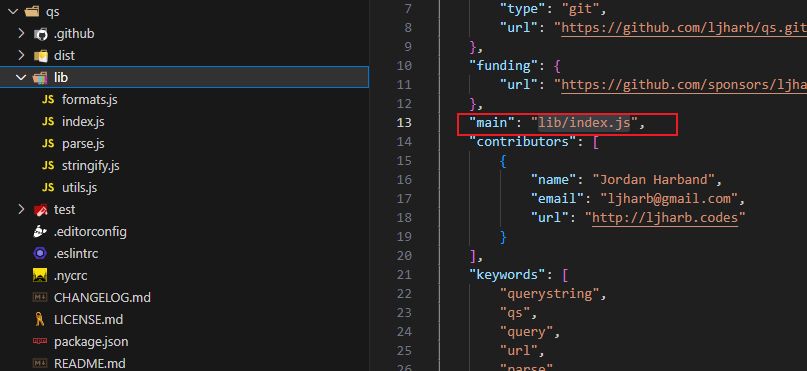 qs
.github
dist
lib
JS formats.js
JS index.js
JS parse.js
JS stringify.js
JS utils.js
test
.editorconfig
.eslintrc
.nycrc
CHANGELOG.md
LICENSE.md
package.json
README.md
7 "type": "git",
8 "url": "https://github.com/ljharb/qs.git
9 },
10 "funding": {
11 "url": "https://github.com/sponsors/ljha
12 },
13 "main": "lib/index.js",
14 "contributors": [
15 {
16 "name": "Jordan Harband",
17 "email": "ljharb@gmail.com",
18 "url": "http://ljharb.codes"
19 }
20 ],
21 "keywords": [
22 "querystring",
23 "qs",
24 "query",
25 "url",
26 "parse"